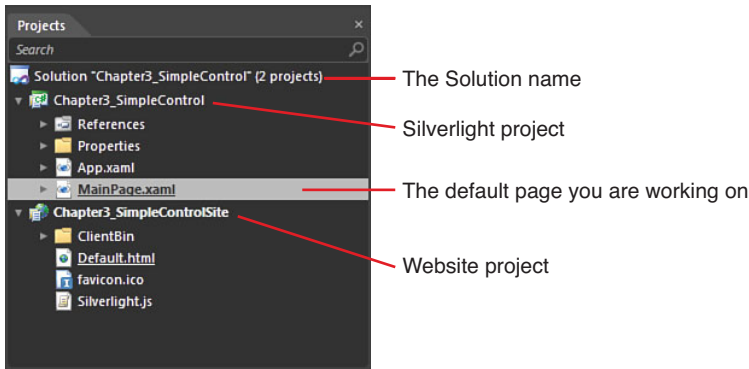 Projects
Search
Solution "Chapter3_SimpleControl" (2 projects)
The Solution name
Chapter3_SimpleControl
Silverlight project
References
Properties
App.xaml
MainPage.xaml
The default page you are working on
Chapter3_SimpleControlSite
Website project
ClientBin
Default.html
favicon.ico
Silverlight.js